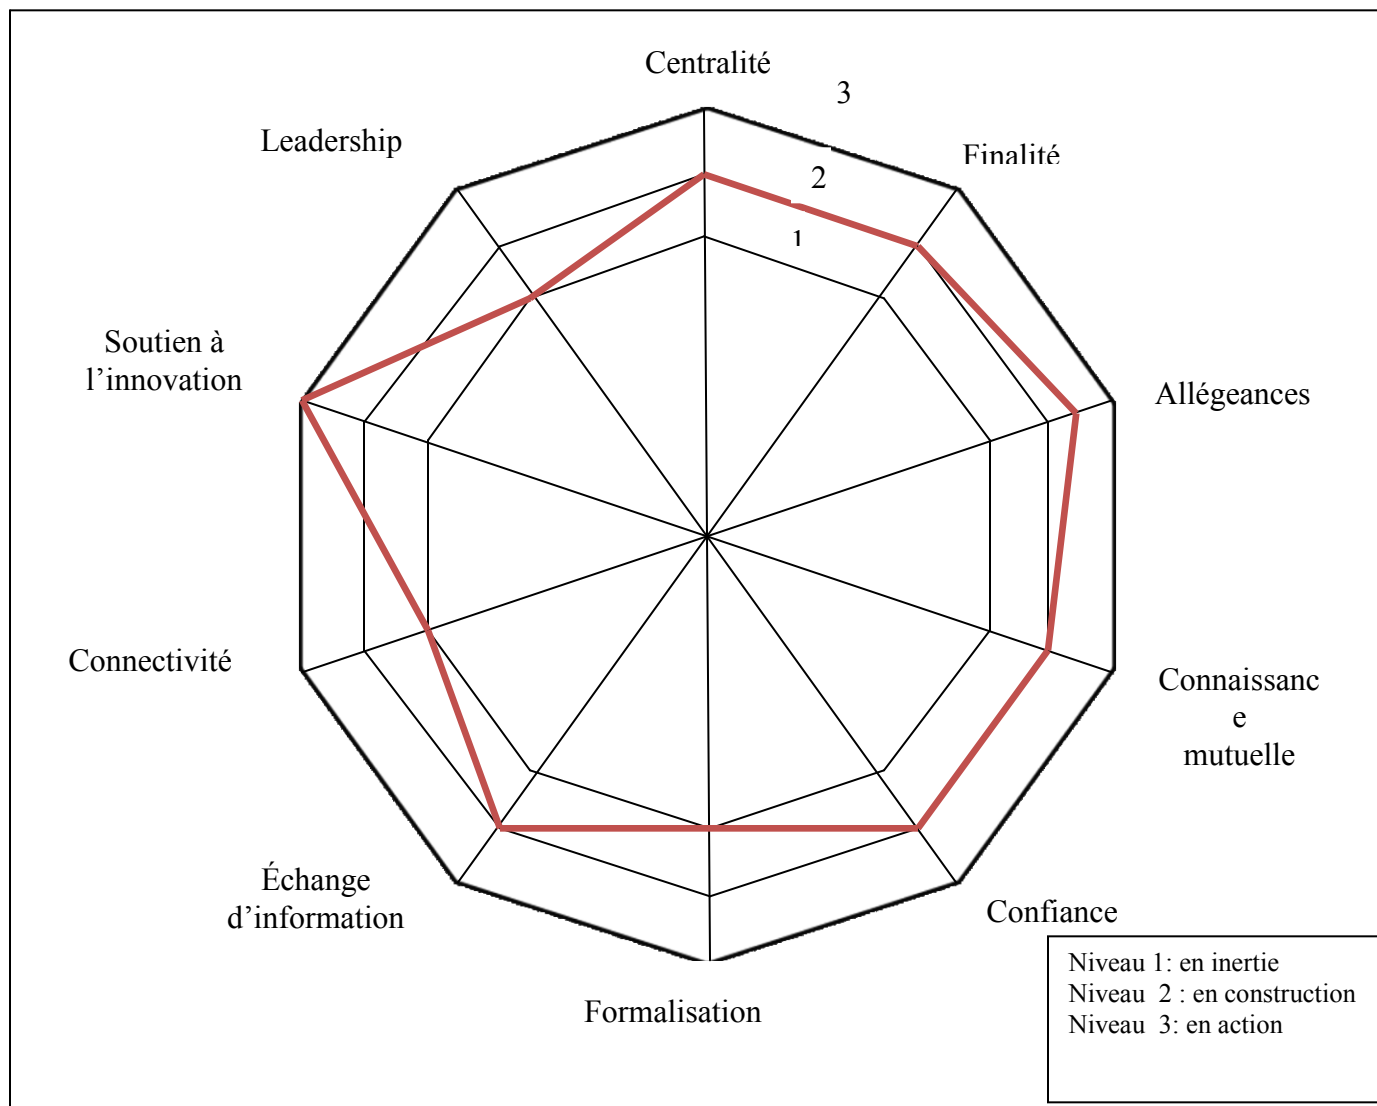 Centralité
3
Leadership
Finalité
2
1
Soutien à
l’innovation
Allégeances
Connectivité
Connaissanc
e
mutuelle
Échange
d’information
Confiance
Formalisation
Niveau 1: en inertie
Niveau  2 : en construction
Niveau  3: en action